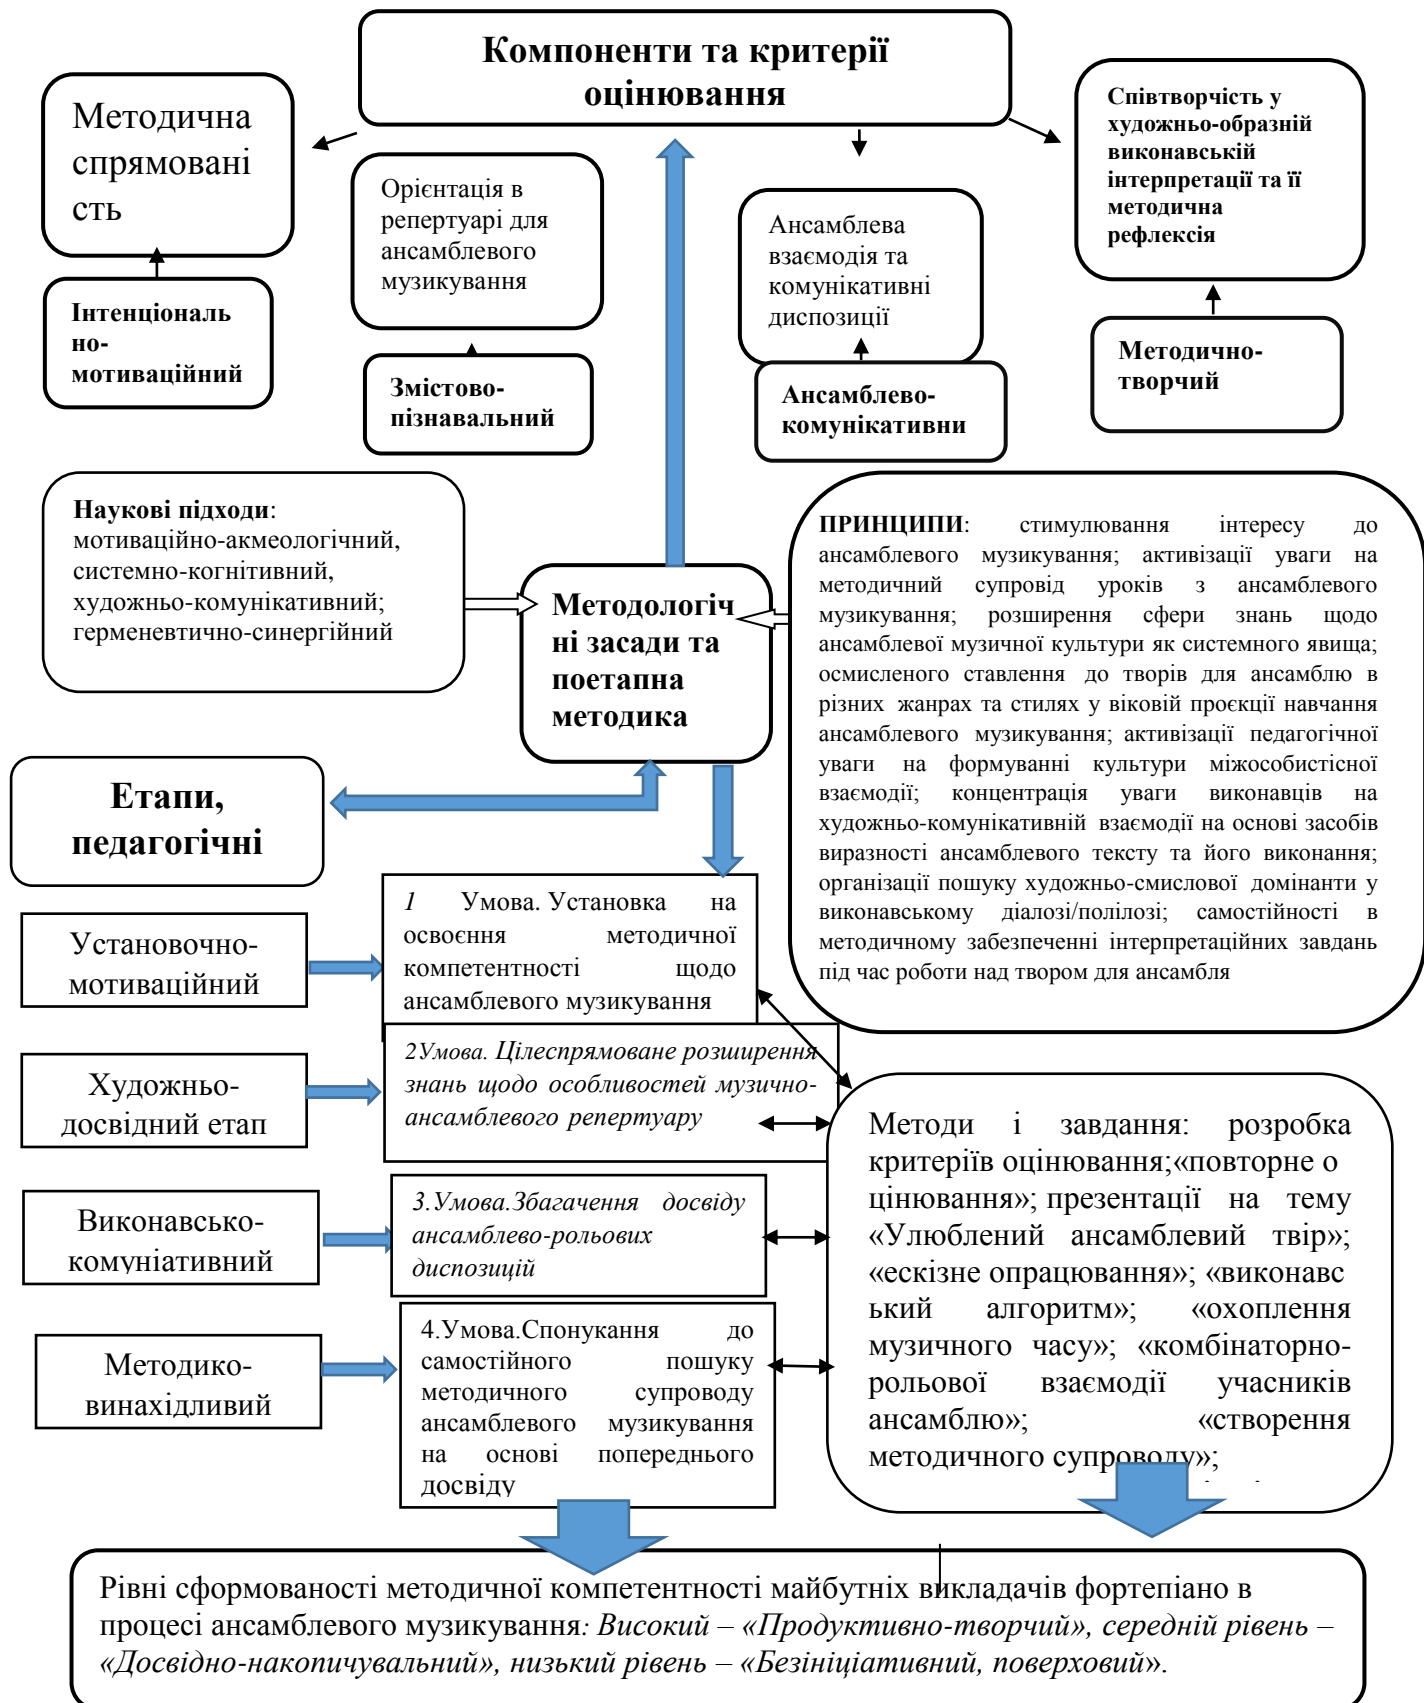 Компоненти та критерії
оцінювання
Методична
спрямовані
сть
Орієнтація в
репертуарі для
ансамблевого
музикування
Ансамблева
взаємодія та
комунікативні
диспозиції
Співтворчість у
художньо-образній
виконавській
інтерпретації та її
методична
рефлексія
Інтенціональ
но-
мотиваційний
Змістово-
пізнавальний
Ансамблево-
комунікативни
Методично-
творчий
Наукові підходи:
мотиваційно-акмеологічний,
системно-когнітивний,
художньо-комунікативний;
герменевтично-синергійний
Методологіч
ні засади та
поетапна
методика
ПРИНЦИПИ: стимулювання інтересу до
ансамблевого музикування; активізації уваги на
методичний супровід уроків з ансамблевого
музикування; розширення сфери знань щодо
ансамблевої музичної культури як системного явища;
осмисленого ставлення до творів для ансамблю в
різних жанрах та стилях у віковій проєкції навчання
ансамблевого музикування; активізації педагогічної
уваги на формуванні культури міжособистісної
взаємодії; концентрація уваги виконавців на
художньо-комунікативній взаємодії на основі засобів
виразності ансамблевого тексту та його виконання;
організації пошуку художньо-смислової домінанти у
виконавському діалозі/полілозі; самостійності в
методичному забезпеченні інтерпретаційних завдань
під час роботи над твором для ансамбля
Етапи,
педагогічні
Установочно-
мотиваційний
1 Умова. Установка на
освоєння методичної
компетентності щодо
ансамблевого музикування
Художньо-
досвідний етап
2Умова. Цілеспрямоване розширення
знань щодо особливостей музично-
ансамблевого репертуару
Виконавсько-
комуніативний
3.Умова.Збагачення досвіду
ансамблево-рольових
диспозицій
Методико-
винахідливий
4.Умова.Спонукання до
самостійного пошуку
методичного супроводу
ансамблевого музикування
на основі попереднього
досвіду
Методи і завдання: розробка
критеріїв оцінювання;«повторне о
цінювання»; презентації на тему
«Улюблений ансамблевий твір»;
«ескізне опрацювання»; «виконавс
ький алгоритм»; «охоплення
музичного часу»; «комбінаторно-
рольової взаємодії учасників
ансамблю»; «створення
методичного супроводу»;
Рівні сформованості методичної компетентності майбутніх викладачів фортепіано в
процесі ансамблевого музикування: Високий – «Продуктивно-творчий», середній рівень –
«Досвідно-накопичувальний», низький рівень – «Безініціативний, поверховий».